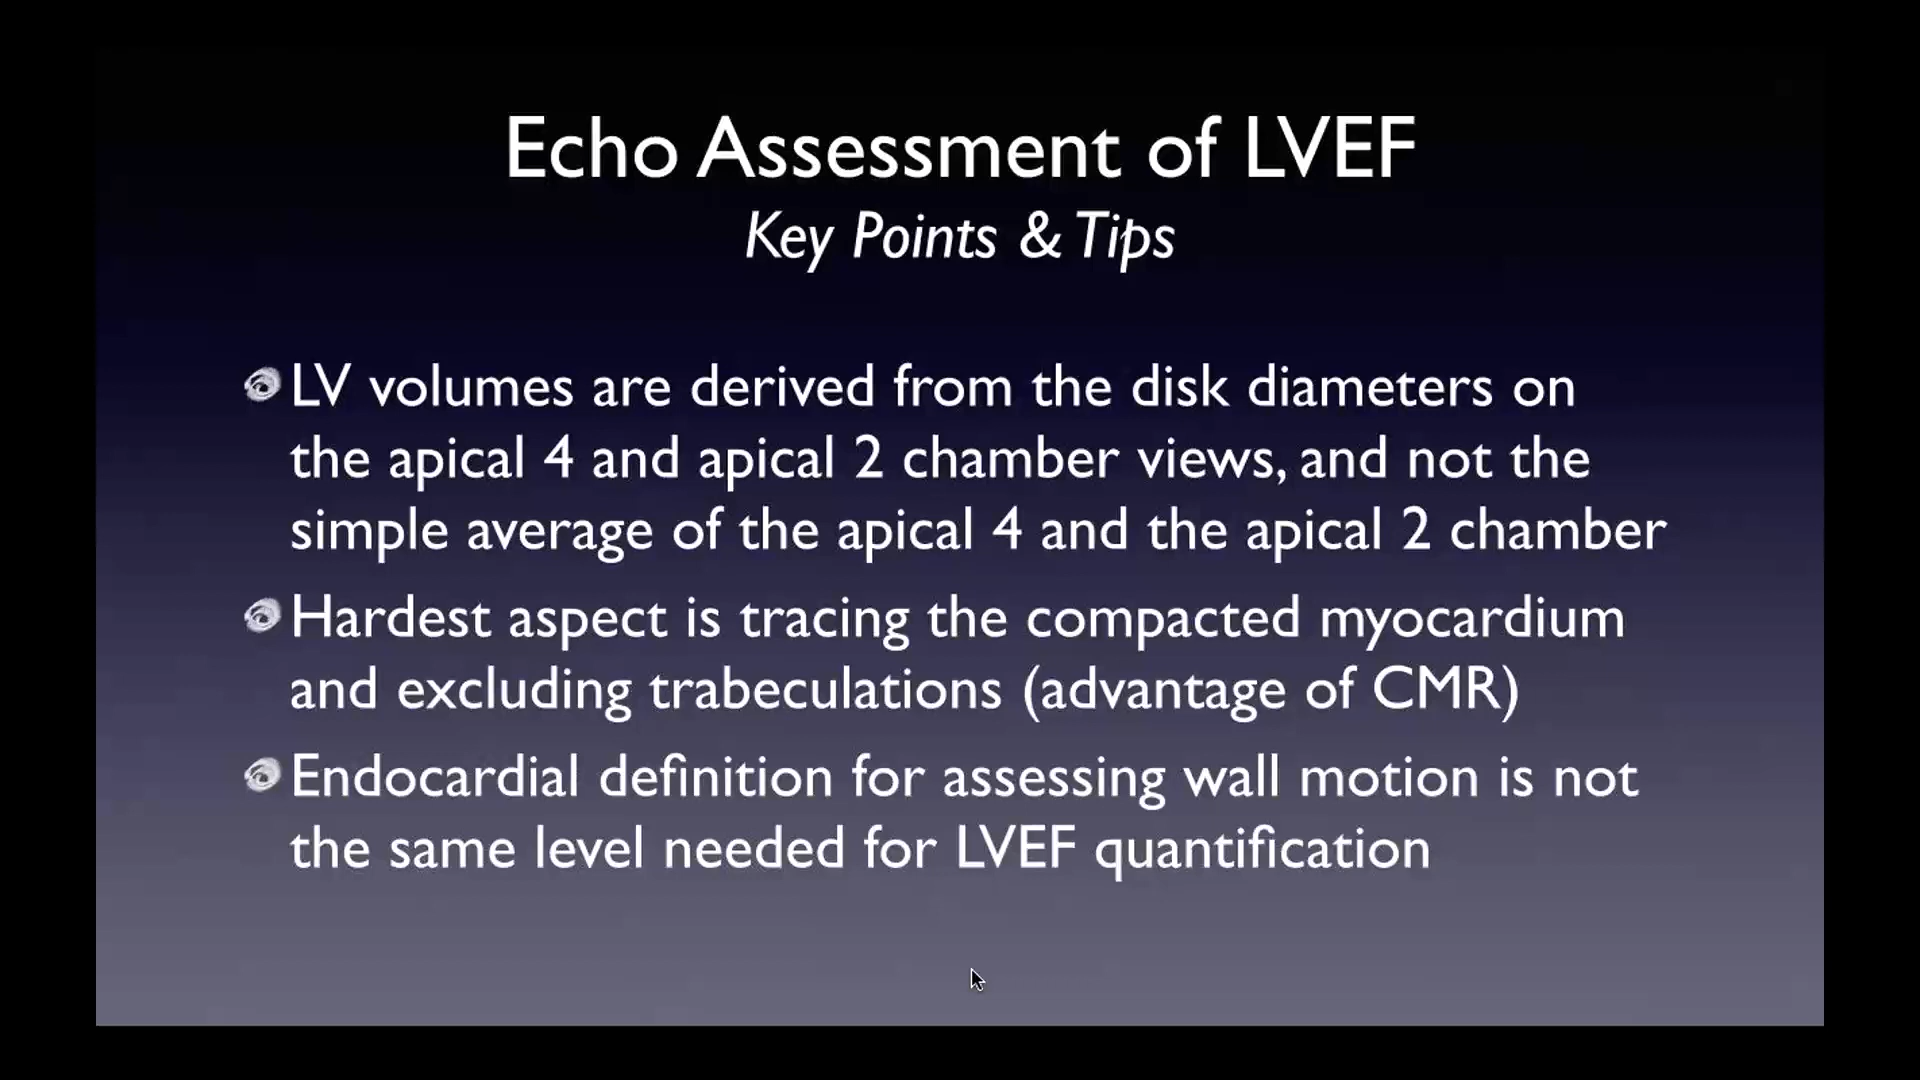 Echo Assessment of LVEF
Key Points & Tips
LV volumes are derived from the disk diameters on
the apical 4 and apical 2 chamber views, and not the
simple average of the apical 4 and the apical 2 chamber
Hardest aspect is tracing the compacted myocardium
and excluding trabeculations (advantage of CMR)
Endocardial definition for assessing wall motion is not
the same level needed for LVEF quantification